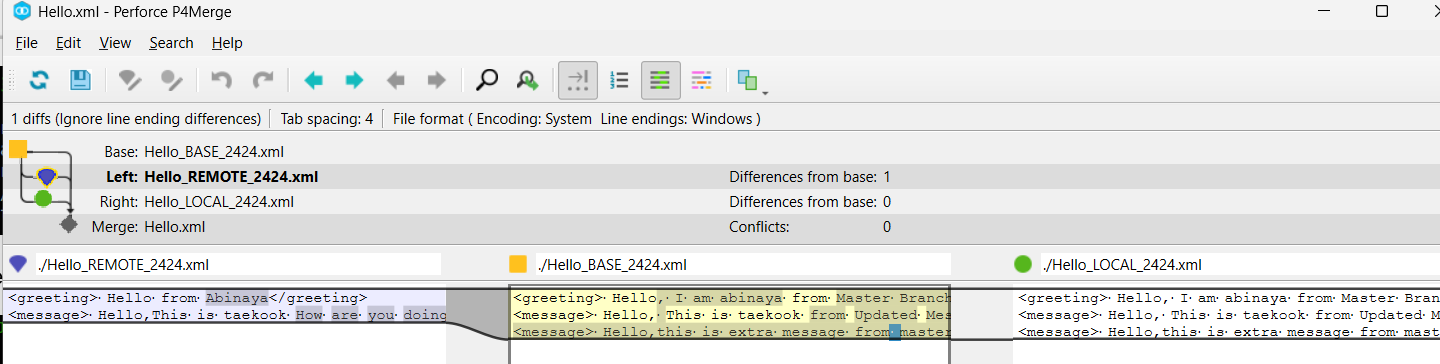 Hello.xml - Perforce P4Merge
File Edit View Search Help
1 diffs (Ignore line ending differences) Tab spacing: 4 File format ( Encoding: System Line endings: Windows )
Base: Hello_BASE_2424.xml
Left: Hello_REMOTE_2424.xml Differences from base: 1
Right: Hello_LOCAL_2424.xml Differences from base: 0
Merge: Hello.xml Conflicts: 0
./Hello_REMOTE_2424.xml
<greeting>· Hello· from· Abinaya</greeting>
<message>· Hello,This· is· taekook· How· are· you· doing
./Hello_BASE_2424.xml
<greeting>· Hello,· I· am· abinaya· from· Master· Branch
<message>· Hello,· This· is· taekook· from· Updated· Mes
<message>· Hello,this· is· extra· message· from· master
./Hello_LOCAL_2424.xml
<greeting>· Hello,· I· am· abinaya· from· Master· Bran
<message>· Hello,· This· is· taekook· from· Updated· M
<message>· Hello,this· is· extra· message· from· mast